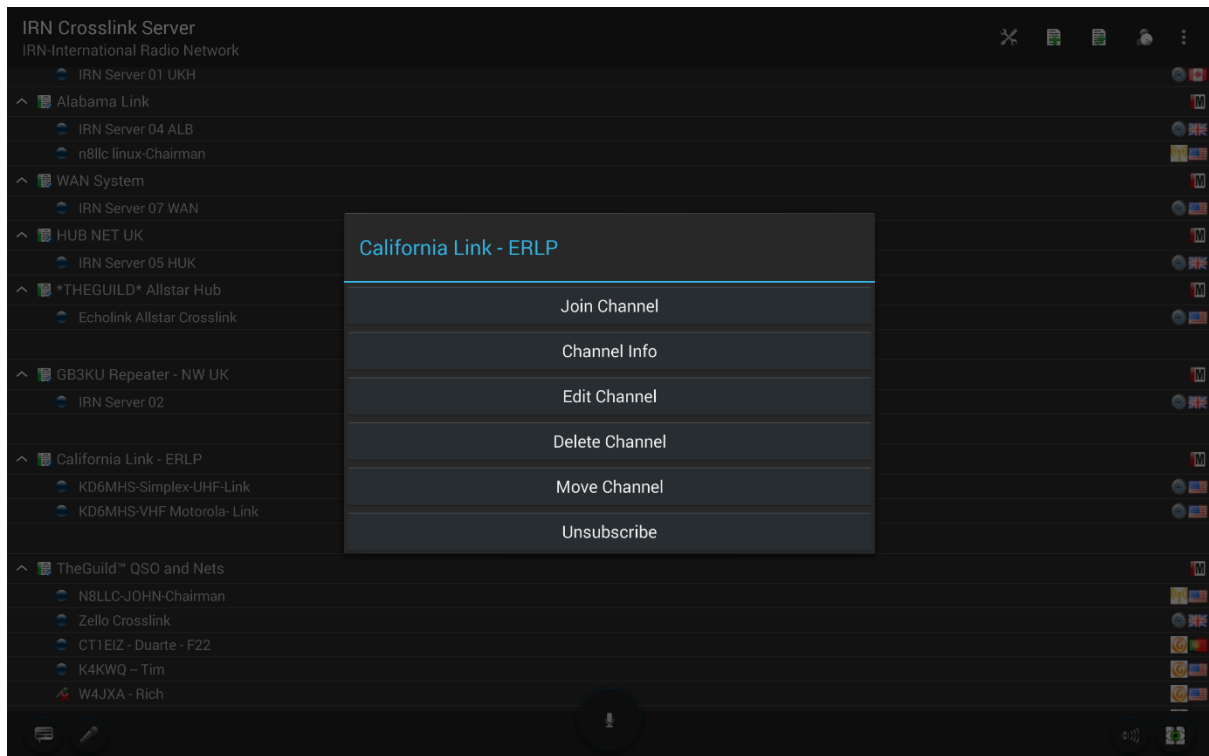 IRN Crosslink Server
IRN-International Radio Network
IRN Server 01 UKH
Alabama Link
IRN Server 04 ALB
n8llc linux-Chairman
WAN System
IRN Server 07 WAN
HUB NET UK
IRN Server 05 HUK
*THEGUILD* Allstar Hub
Echolink Allstar Crosslink
GB3KU Repeater - NW UK
IRN Server 02
California Link - ERLP
KD6MHS-Simplex-UHF-Link
KD6MHS-VHF Motorola- Link
TheGuild™ QSO and Nets
N8LLC-JOHN-Chairman
Zello Crosslink
CT1EIZ - Duarte - F22
K4KWQ – Tim
W4JXA - Rich
California Link - ERLP
Join Channel
Channel Info
Edit Channel
Delete Channel
Move Channel
Unsubscribe
M
M
M
M
M
M
M